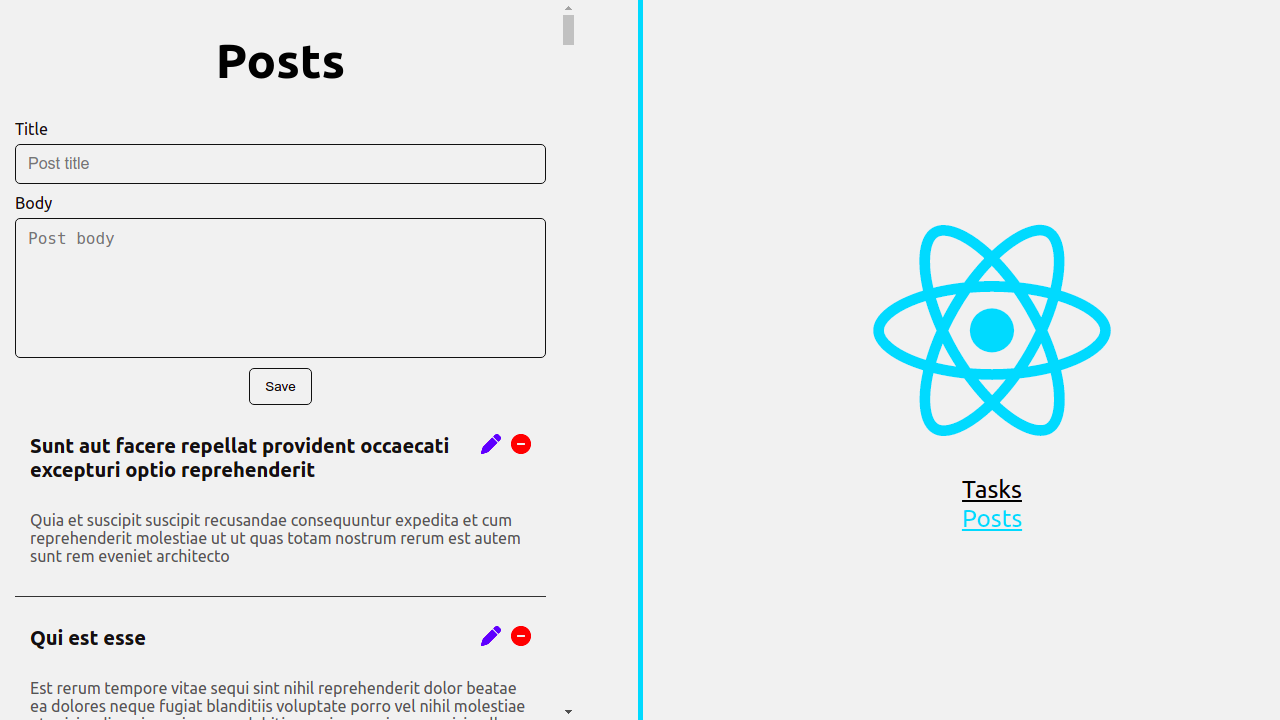 Posts
Title
Post title
Body
Post body
Save
Sunt aut facere repellat provident occaecati
excepturi optio reprehenderit
Quia et suscipit suscipit recusandae consequuntur expedita et cum
reprehenderit molestiae ut ut quas totam nostrum rerum est autem
sunt rem eveniet architecto
Qui est esse
Est rerum tempore vitae sequi sint nihil reprehenderit dolor beatae
ea dolores neque fugiat blanditiis voluptate porro vel nihil molestiae
Tasks
Posts